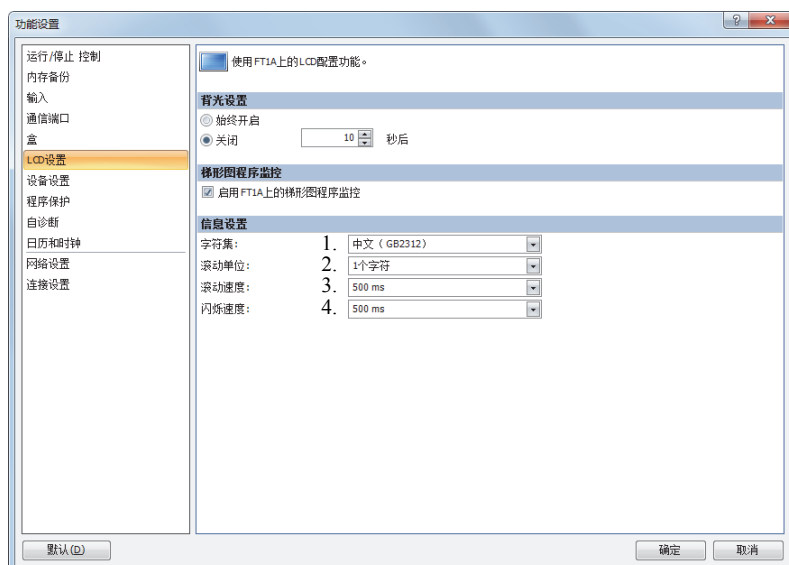 功能设置
运行/停止 控制
内存备份
输入
通信端口
盒
LCD设置
设备设置
程序保护
自诊断
日历和时钟
网络设置
连接设置
使用FT1A上的LCD配置功能。
背光设置
始终开启
关闭 10 秒后
梯形图程序监控
启用FT1A上的梯形图程序监控
信息设置
字符集: 1. 中文（GB2312）
滚动单位: 2. 1个字符
滚动速度: 3. 500 ms
闪烁速度: 4. 500 ms
默认(D) 确定 取消